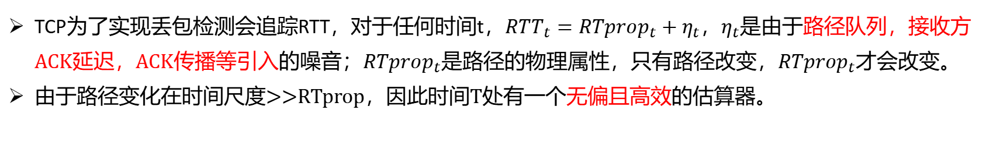 ➢ TCP为了实现丢包检测会追踪RTT，对于任何时间t，RTTₜ = RTpropₜ + ηₜ，ηₜ是由于路径队列，接收方
ACK延迟，ACK传播等引入的噪音；RTpropₜ是路径的物理属性，只有路径改变，RTpropₜ才会改变。
➢ 由于路径变化在时间尺度>>RTprop，因此时间T处有一个无偏且高效的估算器。